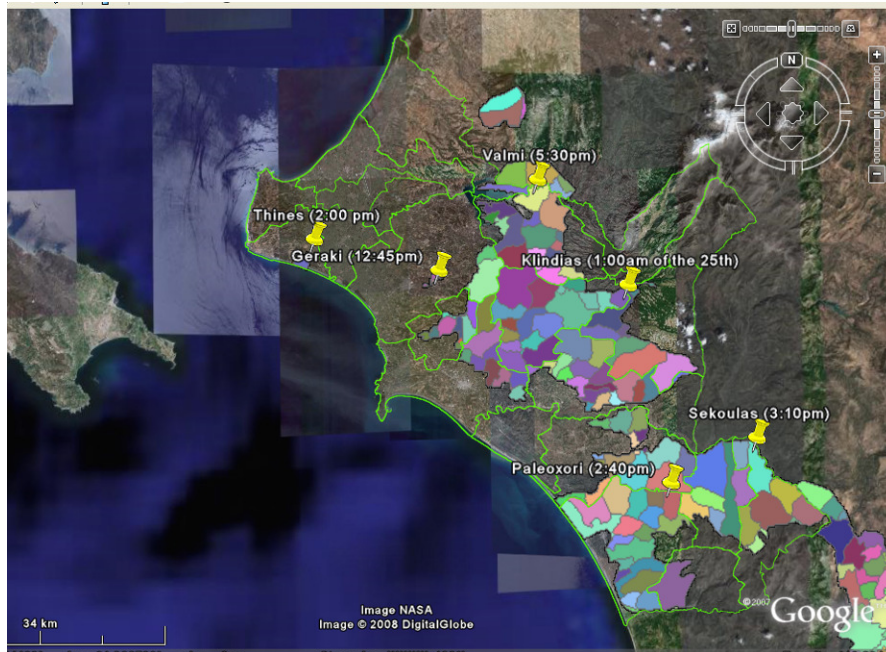 N
Valmi (5:30pm)
Thines (2:00 pm)
Geraki (12:45pm)
Klindias (1:00am of the 25th)
Sekoulas (3:10pm)
Paleoxori (2:40pm)
34 km
Image NASA
Image © 2008 DigitalGlobe
©2007 Google